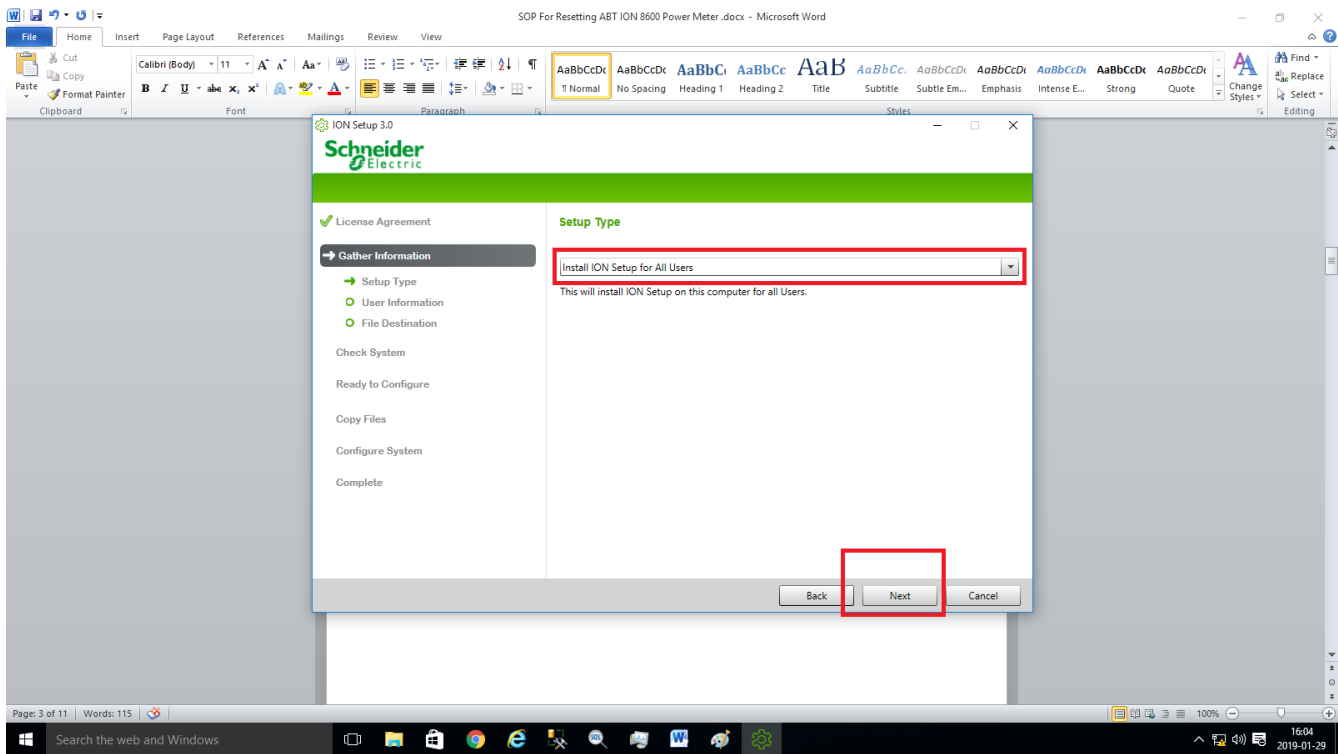 SOP For Resetting ABT ION 8600 Power Meter .docx - Microsoft Word
File Home Insert Page Layout References Mailings Review View
Paste
Cut
Copy
Format Painter
Clipboard
Calibri (Body) 11
Font
Paragraph
AaBbCcDc AaBbCcDc AaBbC AaBbCc AaB AaBbCc. AaBbCcDc AaBbCcDc AaBbCcDc AaBbCcDc AaBbCcDc
¶ Normal No Spacing Heading 1 Heading 2 Title Subtitle Subtle Em... Emphasis Intense E... Strong Quote
Styles
Change Styles
Find
Replace
Select
Editing
ION Setup 3.0
Schneider
Electric
License Agreement
Gather Information
Setup Type
User Information
File Destination
Check System
Ready to Configure
Copy Files
Configure System
Complete
Setup Type
Install ION Setup for All Users
This will install ION Setup on this computer for all Users.
Back Next Cancel
Page: 3 of 11 Words: 115
100%
Search the web and Windows
16:04
2019-01-29